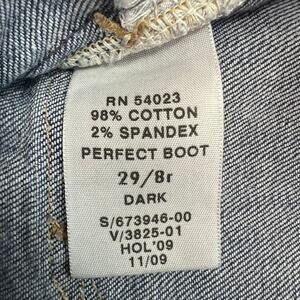 RN 54023
98% COTTON
2% SPANDEX
PERFECT BOOT
29/8r
DARK
S/673946-00
V/3825-01
HOL'09
11/09